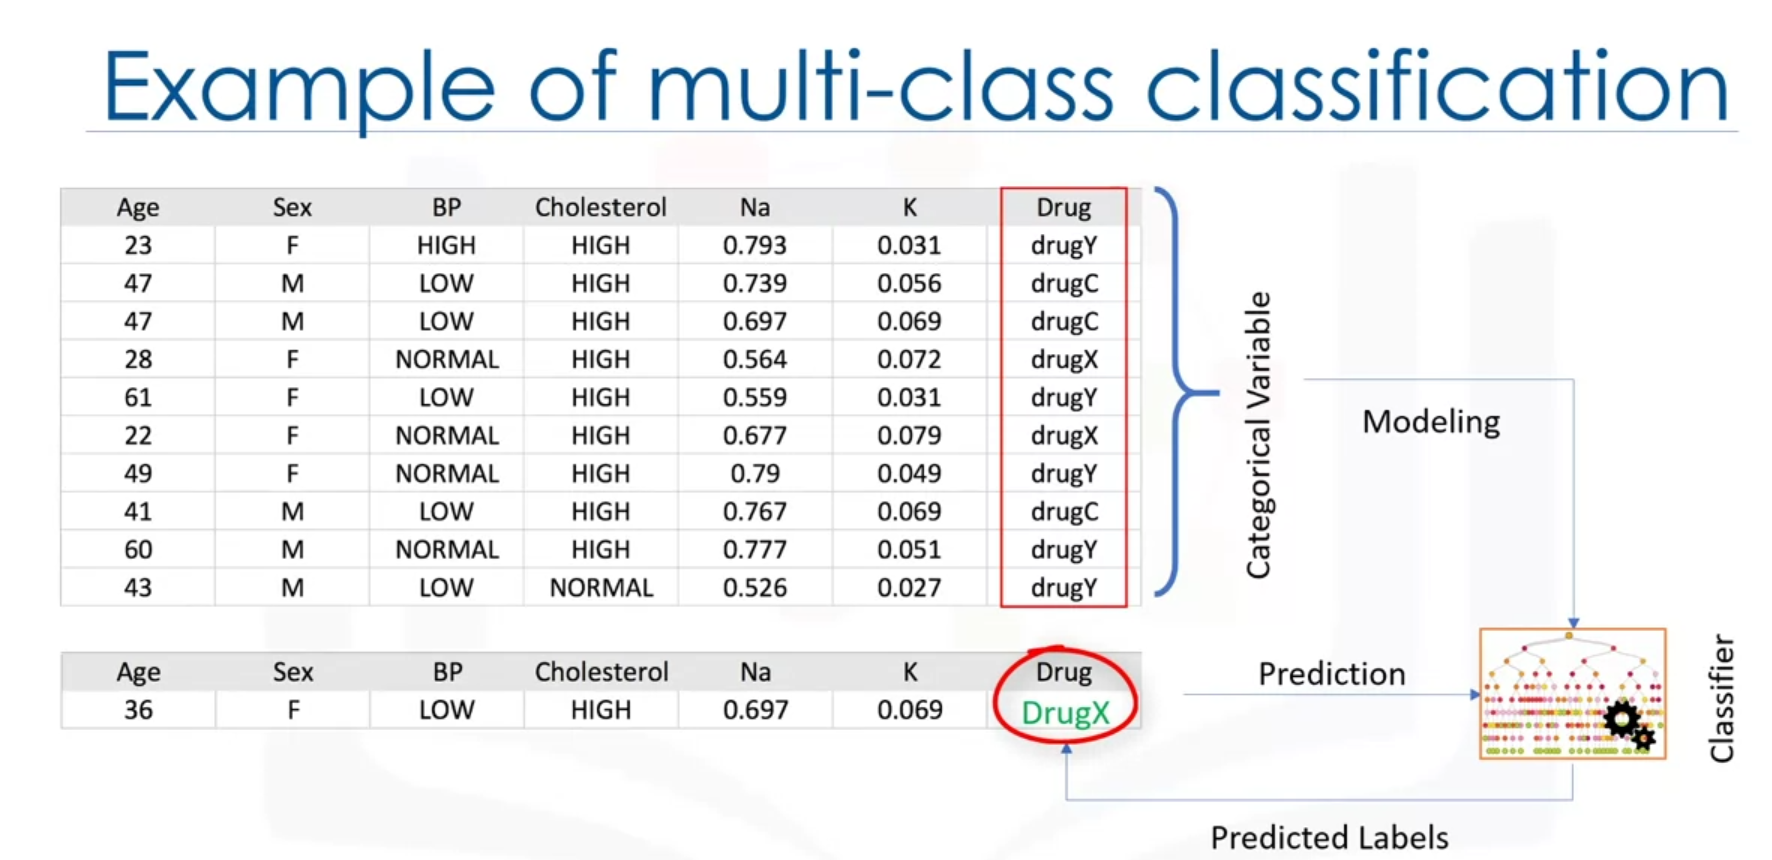 Example of multi-class classification
Age Sex BP Cholesterol Na K Drug
23 F HIGH HIGH 0.793 0.031 drugY
47 M LOW HIGH 0.739 0.056 drugC
47 M LOW HIGH 0.697 0.069 drugC
28 F NORMAL HIGH 0.564 0.072 drugX
61 F LOW HIGH 0.559 0.031 drugY
22 F NORMAL HIGH 0.677 0.079 drugX
49 F NORMAL HIGH 0.79 0.049 drugY
41 M LOW HIGH 0.767 0.069 drugC
60 M NORMAL HIGH 0.777 0.051 drugY
43 M LOW NORMAL 0.526 0.027 drugY
Categorical Variable
Modeling
Age Sex BP Cholesterol Na K Drug
36 F LOW HIGH 0.697 0.069 DrugX
Prediction
Classifier
Predicted Labels